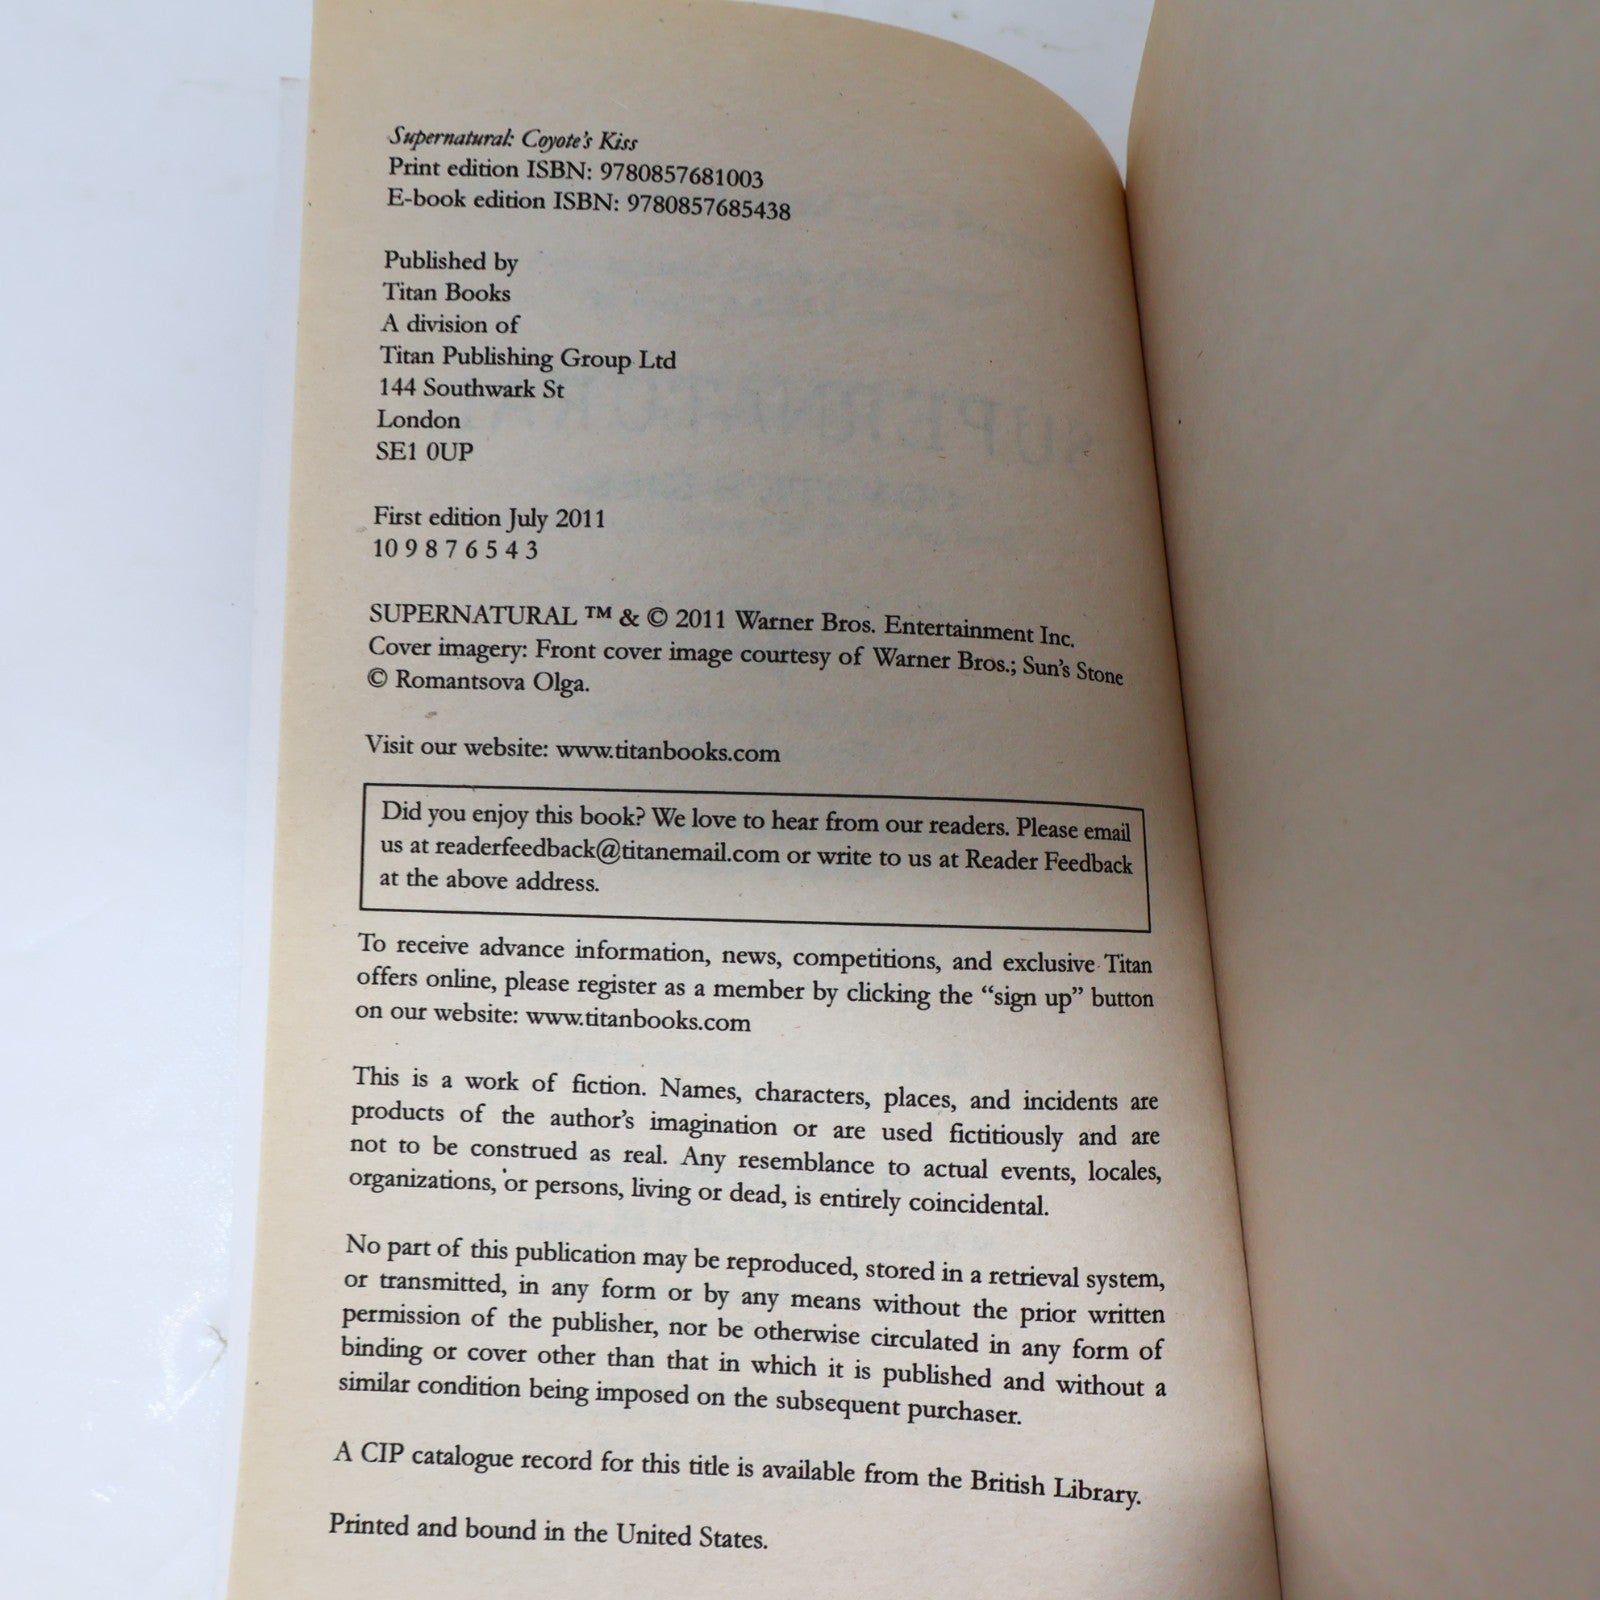 Supernatural: Coyote's Kiss
Print edition ISBN: 9780857681003
E-book edition ISBN: 9780857685438
Published by
Titan Books
A division of
Titan Publishing Group Ltd
144 Southwark St
London
SE1 0UP
First edition July 2011
10 9 8 7 6 5 4 3
SUPERNATURAL ™ & © 2011 Warner Bros. Entertainment Inc.
Cover imagery: Front cover image courtesy of Warner Bros.; Sun's Stone
© Romantsova Olga.
Visit our website: www.titanbooks.com
Did you enjoy this book? We love to hear from our readers. Please email
us at readerfeedback@titanemail.com or write to us at Reader Feedback
at the above address.
To receive advance information, news, competitions, and exclusive Titan
offers online, please register as a member by clicking the “sign up” button
on our website: www.titanbooks.com
This is a work of fiction. Names, characters, places, and incidents are
products of the author's imagination or are used fictitiously and are
not to be construed as real. Any resemblance to actual events, locales,
organizations, or persons, living or dead, is entirely coincidental.
No part of this publication may be reproduced, stored in a retrieval system,
or transmitted, in any form or by any means without the prior written
permission of the publisher, nor be otherwise circulated in any form of
binding or cover other than that in which it is published and without a
similar condition being imposed on the subsequent purchaser.
A CIP catalogue record for this title is available from the British Library.
Printed and bound in the United States.